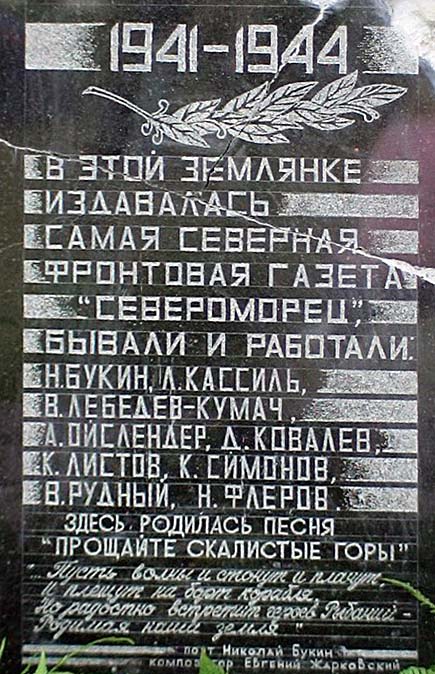 1941-1944
В ЭТОЙ ЗЕМЛЯНКЕ
ИЗДАВАЛАСЬ
САМАЯ СЕВЕРНАЯ
ФРОНТОВАЯ ГАЗЕТА
"СЕВЕРОМОРЕЦ",
БЫВАЛИ И РАБОТАЛИ:
Н.БУКИН, Л.КАССИЛЬ,
В.ЛЕБЕДЕВ-КУМАЧ,
А.ОЙСЛЕНДЕР, Д.КОВАЛЕВ,
К.ЛИСТОВ, К.СИМОНОВ,
В.РУДНЫЙ, Н.ФЛЕРОВ.
ЗДЕСЬ РОДИЛАСЬ ПЕСНЯ
"ПРОЩАЙТЕ СКАЛИСТЫЕ ГОРЫ"
"...Пусть волны и стонут и плачут
и плещут на борт корабля,
Но радостно встретит героев Рыбачий -
Родимая наша земля..."
поэт Николай Букин
композитор Евгений Жарковский